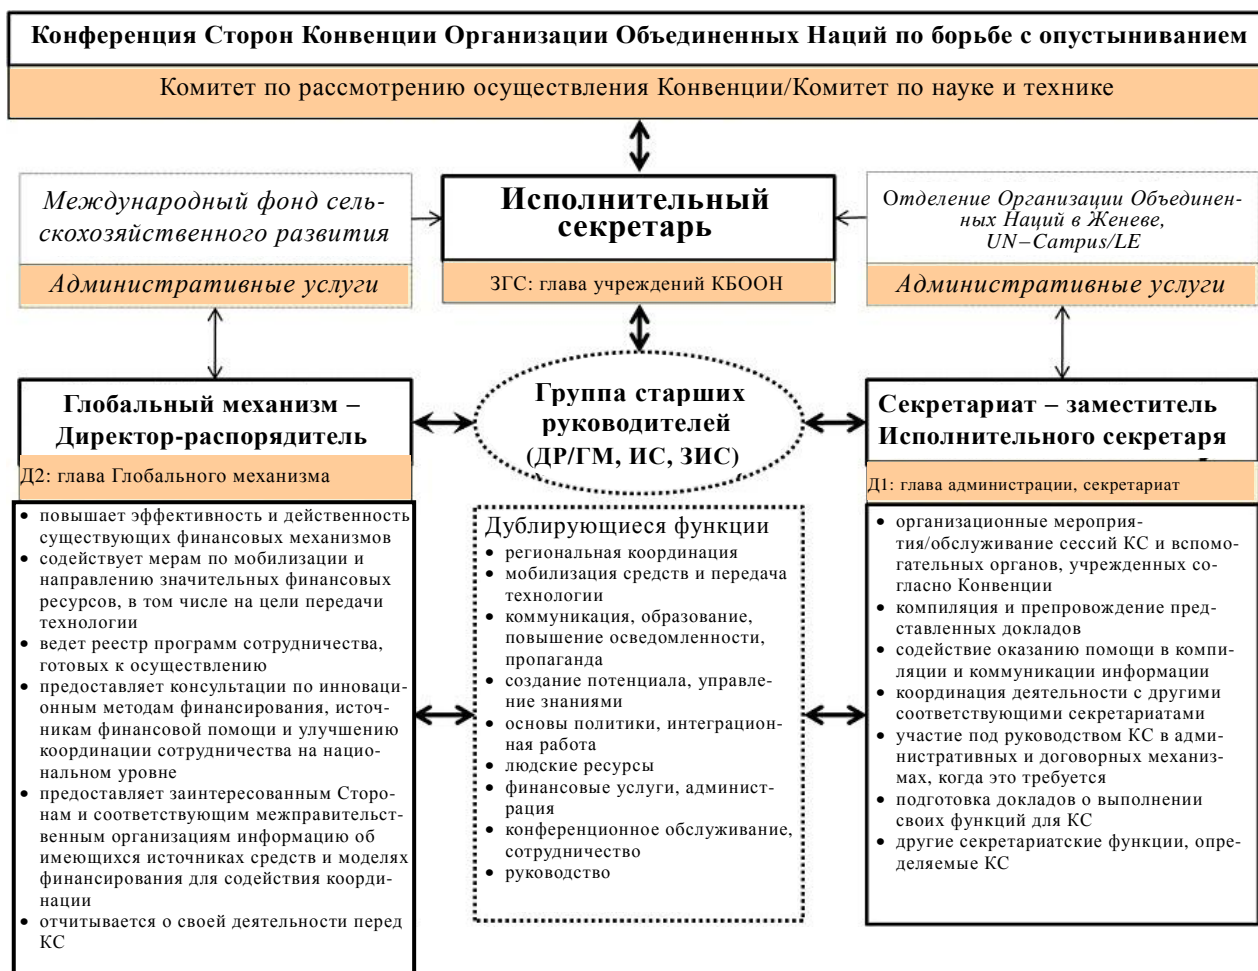 Конференция Сторон Конвенции Организации Объединенных Наций по борьбе с опустыниванием
Комитет по рассмотрению осуществления Конвенции/Комитет по науке и технике
Международный фонд сель-
скохозяйственного развития
Административные услуги
Исполнительный
секретарь
ЗГС: глава учреждений КБООН
Отделение Организации Объединен-
ных Наций в Женеве,
UN–Campus/LE
Административные услуги
Глобальный механизм –
Директор-распорядитель
Д2: глава Глобального механизма
Группа старших
руководителей
(ДР/ГМ, ИС, ЗИС)
Секретариат – заместитель
Исполнительного секретаря
Д1: глава администрации, секретариат
• повышает эффективность и действенность
существующих финансовых механизмов
• содействует мерам по мобилизации и
направлению значительных финансовых
ресурсов, в том числе на цели передачи
технологии
• ведет реестр программ сотрудничества,
готовых к осуществлению
• предоставляет консультации по инноваци-
онным методам финансирования, источ-
никам финансовой помощи и улучшению
координации сотрудничества на нацио-
нальном уровне
• предоставляет заинтересованным Сторо-
нам и соответствующим межправительст-
венным организациям информацию об
имеющихся источниках средств и моделях
финансирования для содействия коорди-
нации
• отчитывается о своей деятельности перед
КС
Дублирующиеся функции
• региональная координация
• мобилизация средств и передача
технологии
• коммуникация, образование,
повышение осведомленности,
пропаганда
• создание потенциала, управле-
ние знаниями
• основы политики, интеграцион-
ная работа
• людские ресурсы
• финансовые услуги, админист-
рация
• конференционное обслуживание,
сотрудничество
• руководство
• организационные меропри-
тия/обслуживание сессий КС и вспомо-
гательных органов, учрежденных со-
гласно Конвенции
• компиляция и препровождение пред-
ставленных докладов
• содействие оказанию помощи в компи-
ляции и коммуникации информации
• координация деятельности с другими
соответствующими секретариатами
• участие под руководством КС в адми-
нистративных и договорных механиз-
мах, когда это требуется
• подготовка докладов о выполнении
своих функций для КС
• другие секретариатские функции, опре-
деляемые КС